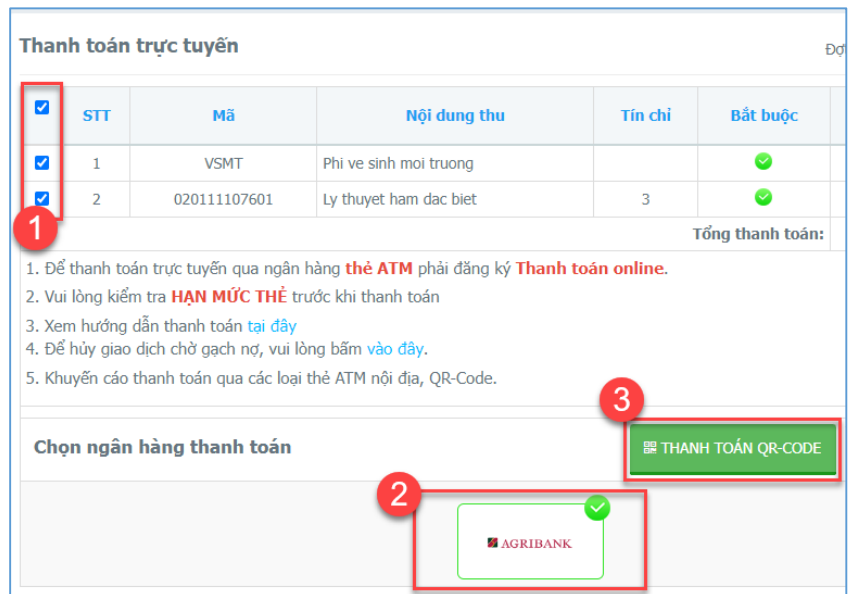 Thanh toán trực tuyến
Đợt
STT Mã Nội dung thu Tín chỉ Bắt buộc
1 VSMT Phi ve sinh moi truong
2 020111107601 Ly thuyet ham dac biet 3
1
Tổng thanh toán:
1. Để thanh toán trực tuyến qua ngân hàng thẻ ATM phải đăng ký Thanh toán online.
2. Vui lòng kiểm tra HẠN MỨC THẺ trước khi thanh toán
3. Xem hướng dẫn thanh toán tại đây
4. Để hủy giao dịch chờ gạch nợ, vui lòng bấm vào đây.
5. Khuyến cáo thanh toán qua các loại thẻ ATM nội địa, QR-Code.
3
Chọn ngân hàng thanh toán
THANH TOÁN QR-CODE
2
AGRIBANK